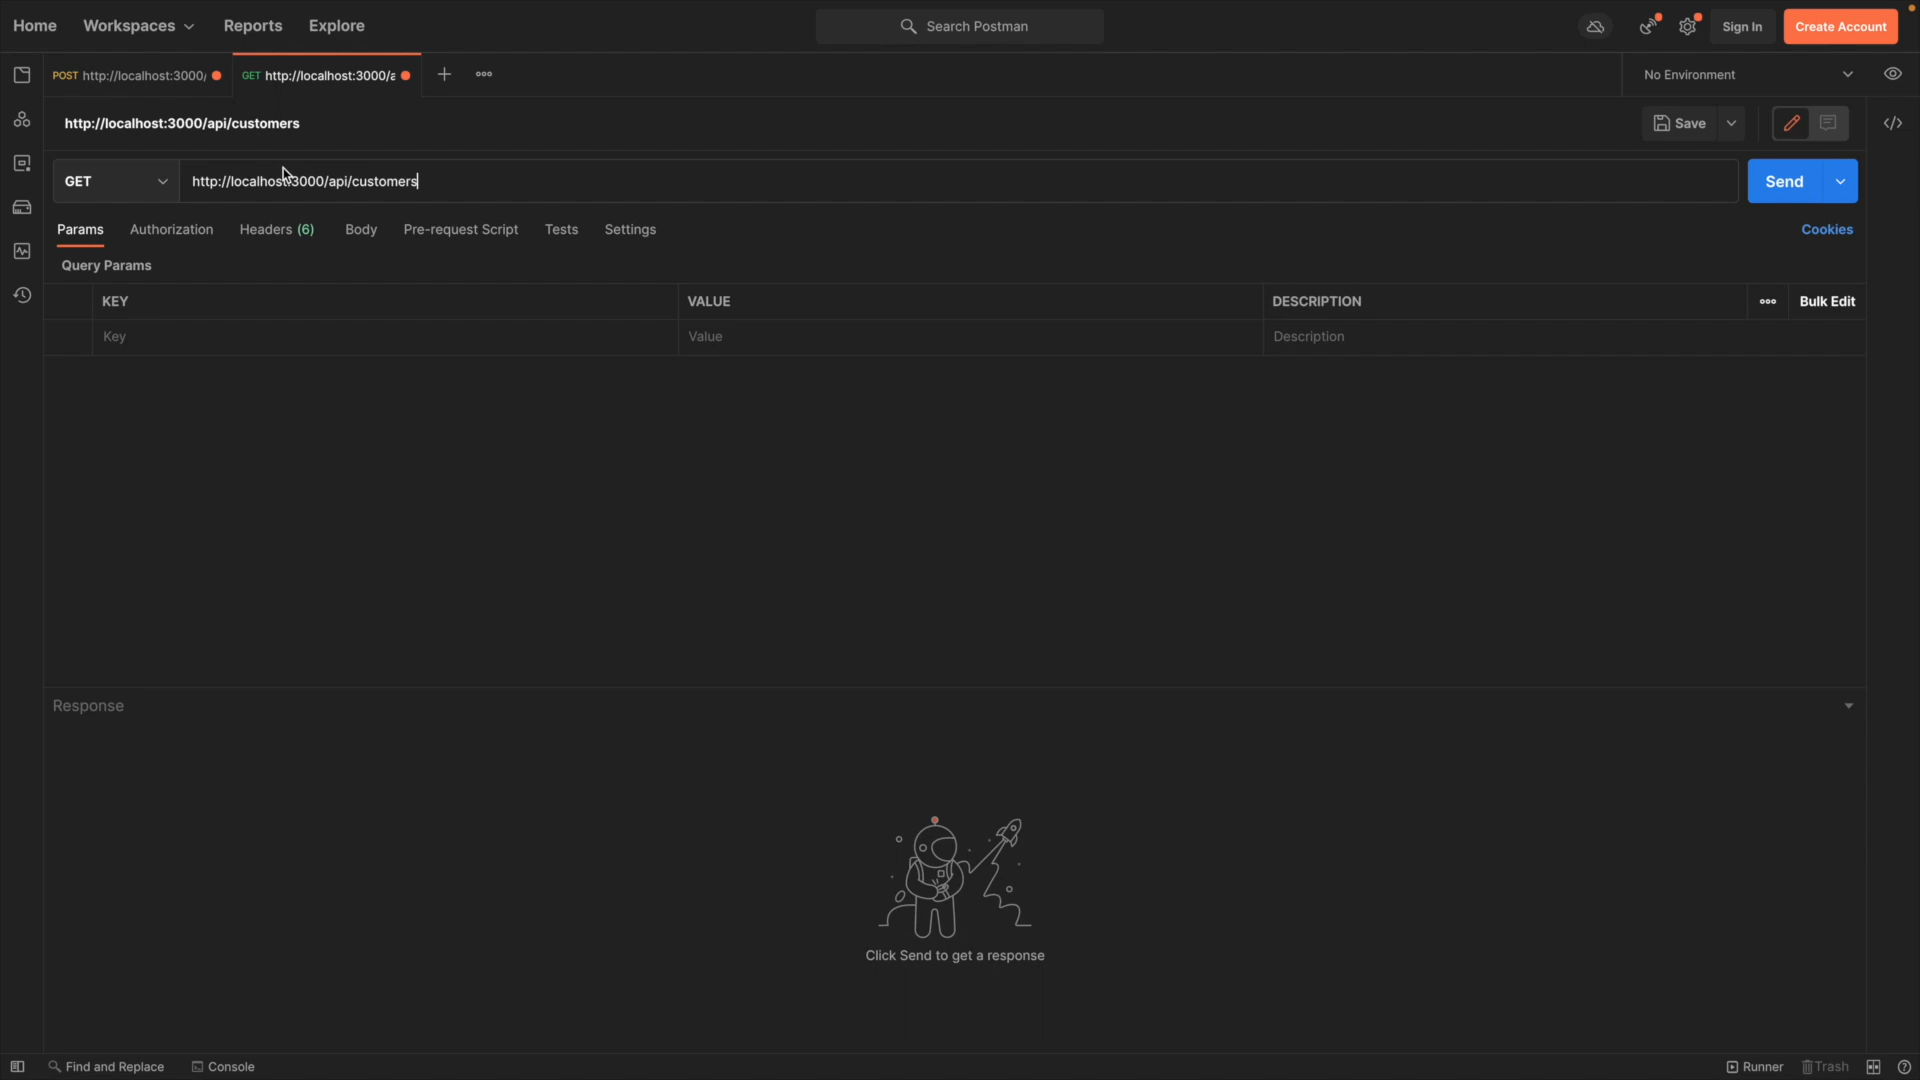 Home Workspaces Reports Explore Search Postman Sign In Create Account
POST http://localhost:3000/ GET http://localhost:3000/a No Environment
http://localhost:3000/api/customers Save
GET http://localhost:3000/api/customers Send
Params Authorization Headers (6) Body Pre-request Script Tests Settings Cookies
Query Params
KEY VALUE DESCRIPTION Bulk Edit
Key Value Description
Response
Click Send to get a response
Find and Replace Console Runner Trash